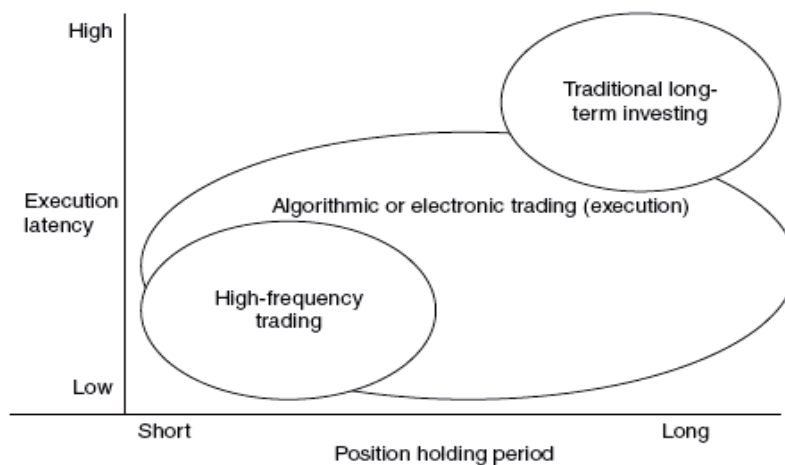 High
Traditional long-
term investing
Execution
latency
Algorithmic or electronic trading (execution)
High-frequency
trading
Low
Short
Long
Position holding period